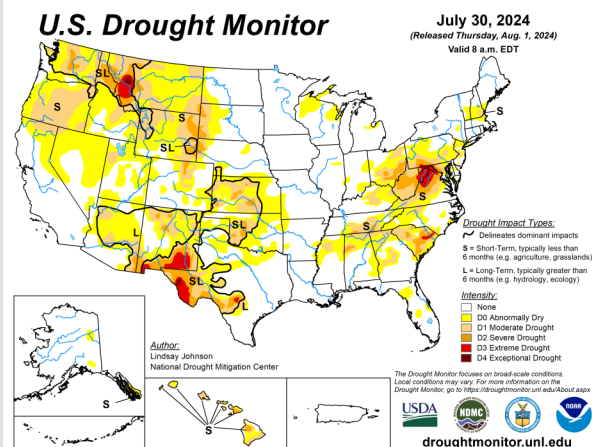 U.S. Drought Monitor
July 30, 2024
(Released Thursday, Aug. 1, 2024)
Valid 8 a.m. EDT
SL
S
S
SL
S
S
S
L
SL
SL
L
Drought Impact Types:
Delineates dominant impacts
S = Short-Term, typically less than
6 months (e.g. agriculture, grasslands)
L = Long-Term, typically greater than
6 months (e.g. hydrology, ecology)
Intensity:
None
D0 Abnormally Dry
D1 Moderate Drought
D2 Severe Drought
D3 Extreme Drought
D4 Exceptional Drought
Author:
Lindsay Johnson
National Drought Mitigation Center
S
S
The Drought Monitor focuses on broad-scale conditions.
Local conditions may vary. For more information on the
Drought Monitor, go to https://droughtmonitor.unl.edu/About.aspx
USDA
NDMC
NOAA
droughtmonitor.unl.edu